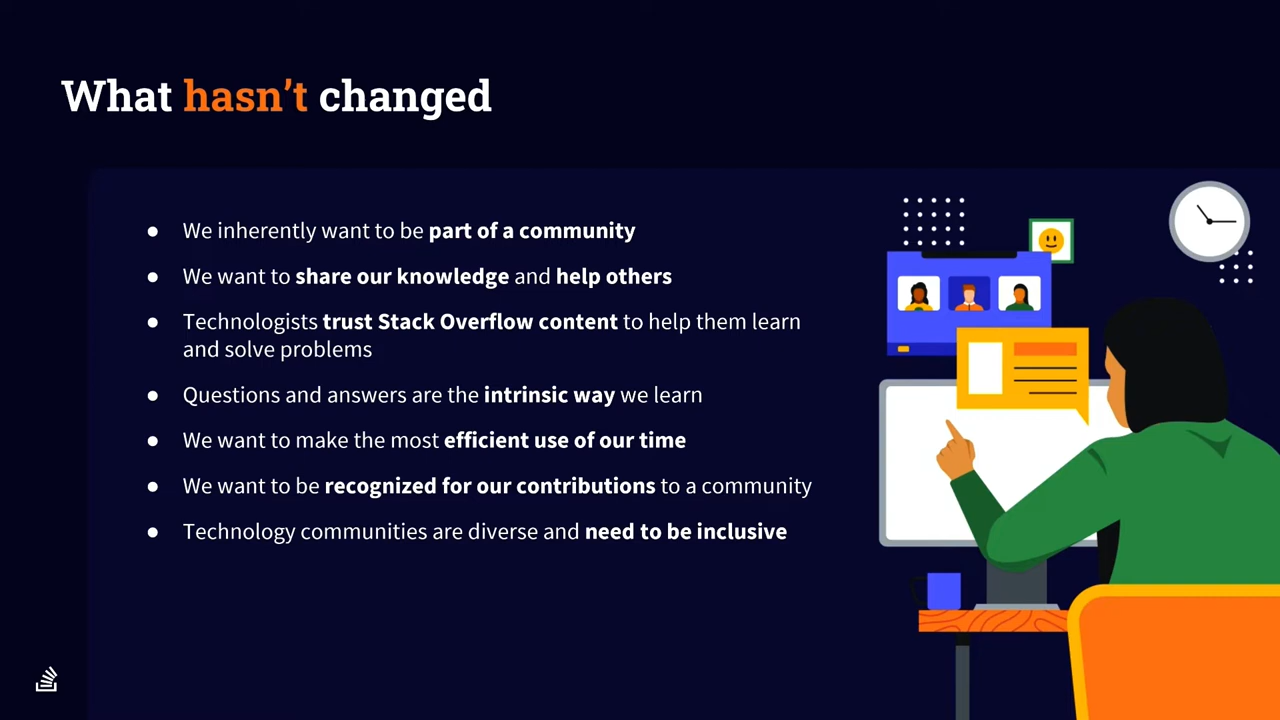 What hasn’t changed
● We inherently want to be part of a community
● We want to share our knowledge and help others
● Technologists trust Stack Overflow content to help them learn
and solve problems
● Questions and answers are the intrinsic way we learn
● We want to make the most efficient use of our time
● We want to be recognized for our contributions to a community
● Technology communities are diverse and need to be inclusive